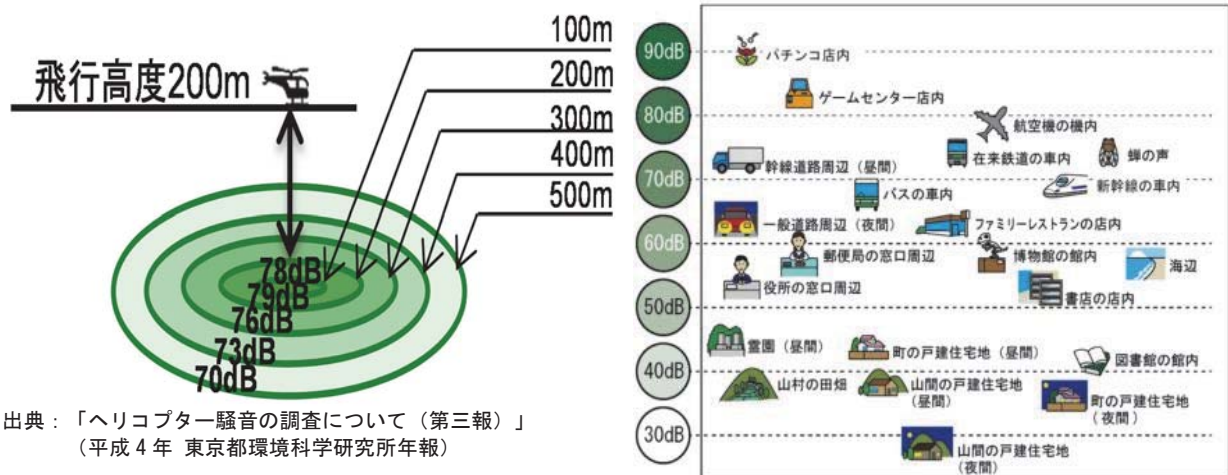 飛行高度200m
100m
200m
300m
400m
500m
78dB
79dB
76dB
73dB
70dB
出典：「ヘリコプター騒音の調査について（第三報）」
（平成4年 東京都環境科学研究所年報）
90dB
パチンコ店内
ゲームセンター店内
80dB
航空機の機内
幹線道路周辺（昼間）
在来鉄道の車内
蝉の声
70dB
バスの車内
新幹線の車内
一般道路周辺（夜間）
ファミリーレストランの店内
60dB
郵便局の窓口周辺
博物館の館内
海辺
役所の窓口周辺
書店の店内
50dB
霊園（昼間）
町の戸建住宅地（昼間）
図書館の館内
40dB
山村の田畑
山間の戸建住宅地
（昼間）
町の戸建住宅地
（夜間）
30dB
山間の戸建住宅地
（夜間）